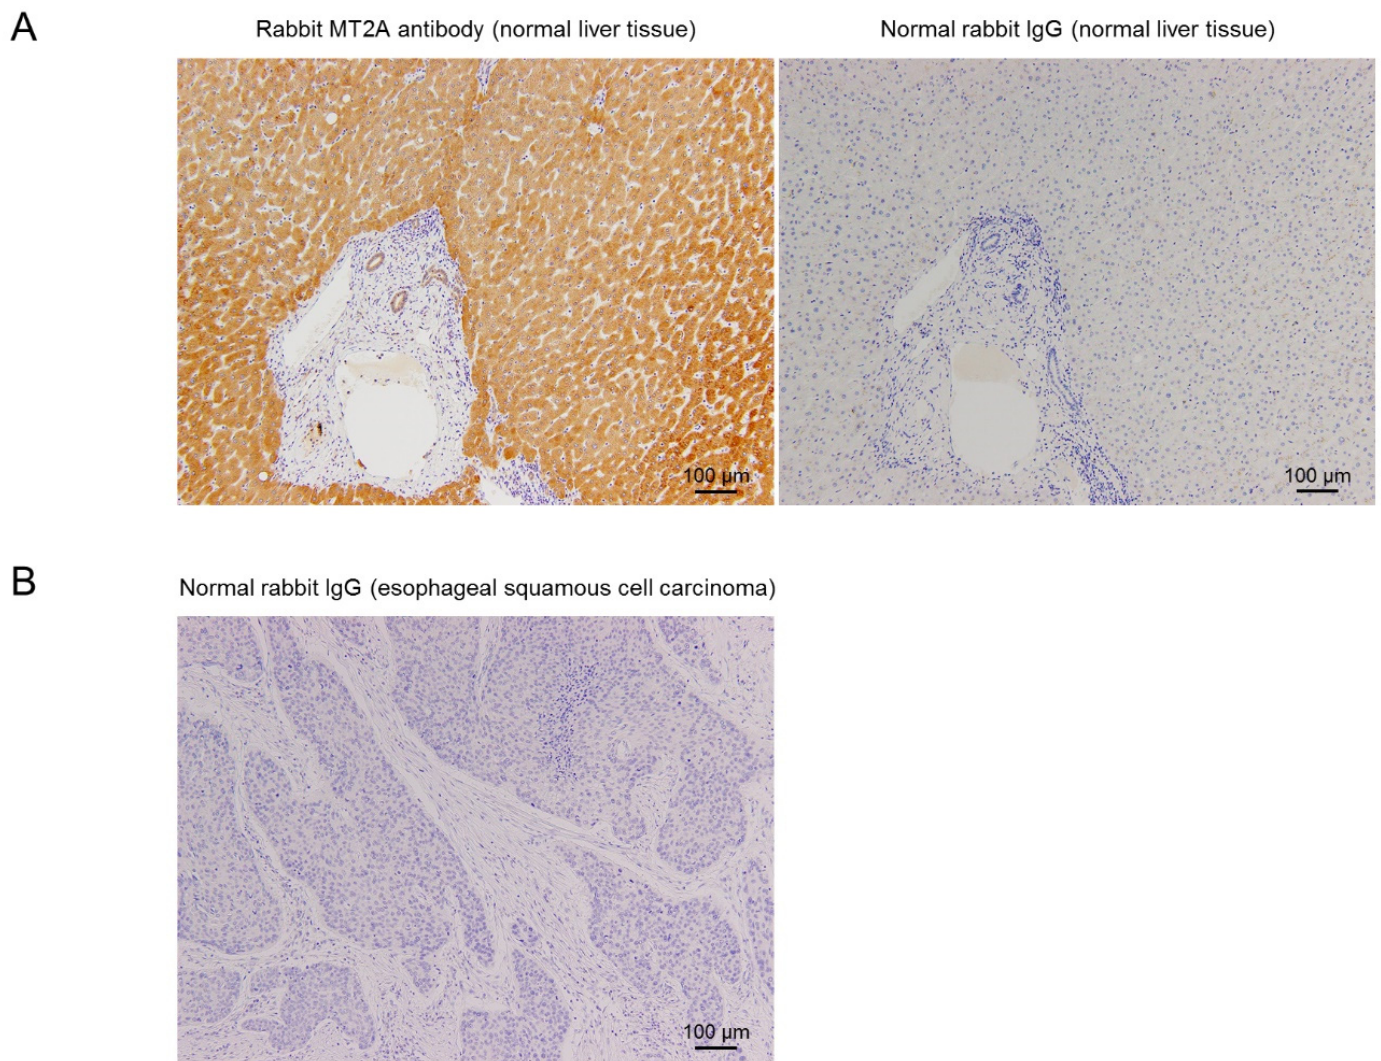 A
Rabbit MT2A antibody (normal liver tissue)
Normal rabbit IgG (normal liver tissue)
100 µm
100 µm
B
Normal rabbit IgG (esophageal squamous cell carcinoma)
100 µm